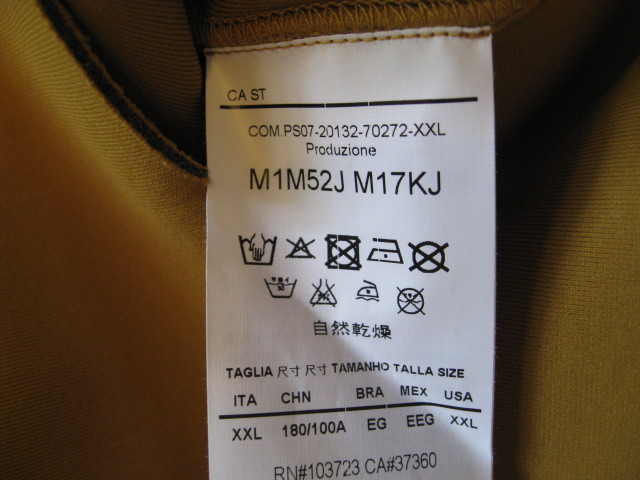 CA ST
COM.PS07-20132-70272-XXL
Produzione
M1M52J M17KJ
自然乾燥
TAGLIA 尺寸 尺寸 TAMANHO TALLA SIZE
ITA CHN BRA MEX USA
XXL 180/100A EG EEG XXL
RN#103723 CA#37360